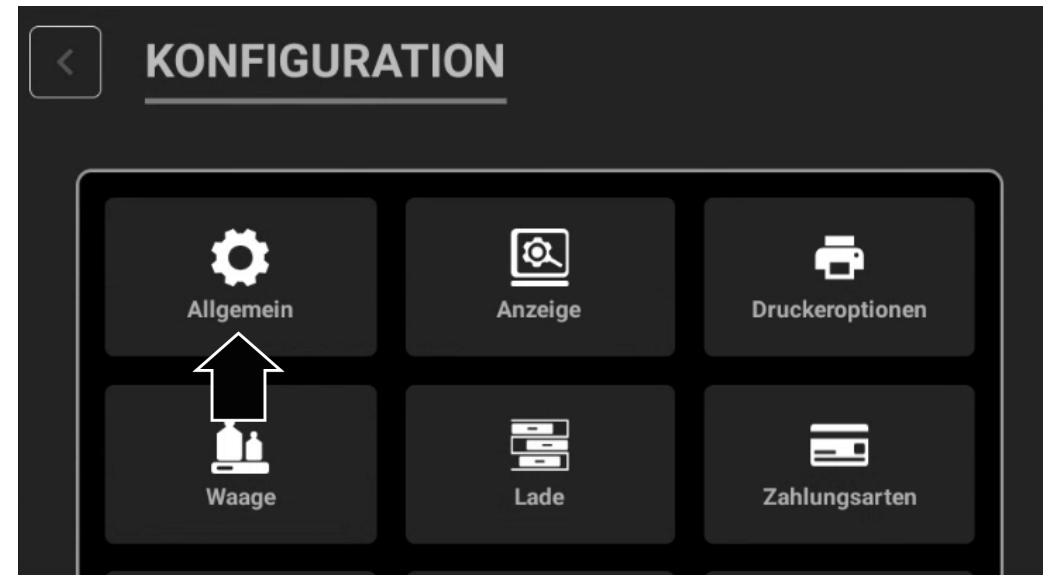 KONFIGURATION
Allgemein
Anzeige
Druckeroptionen
Waage
Lade
Zahlungsarten